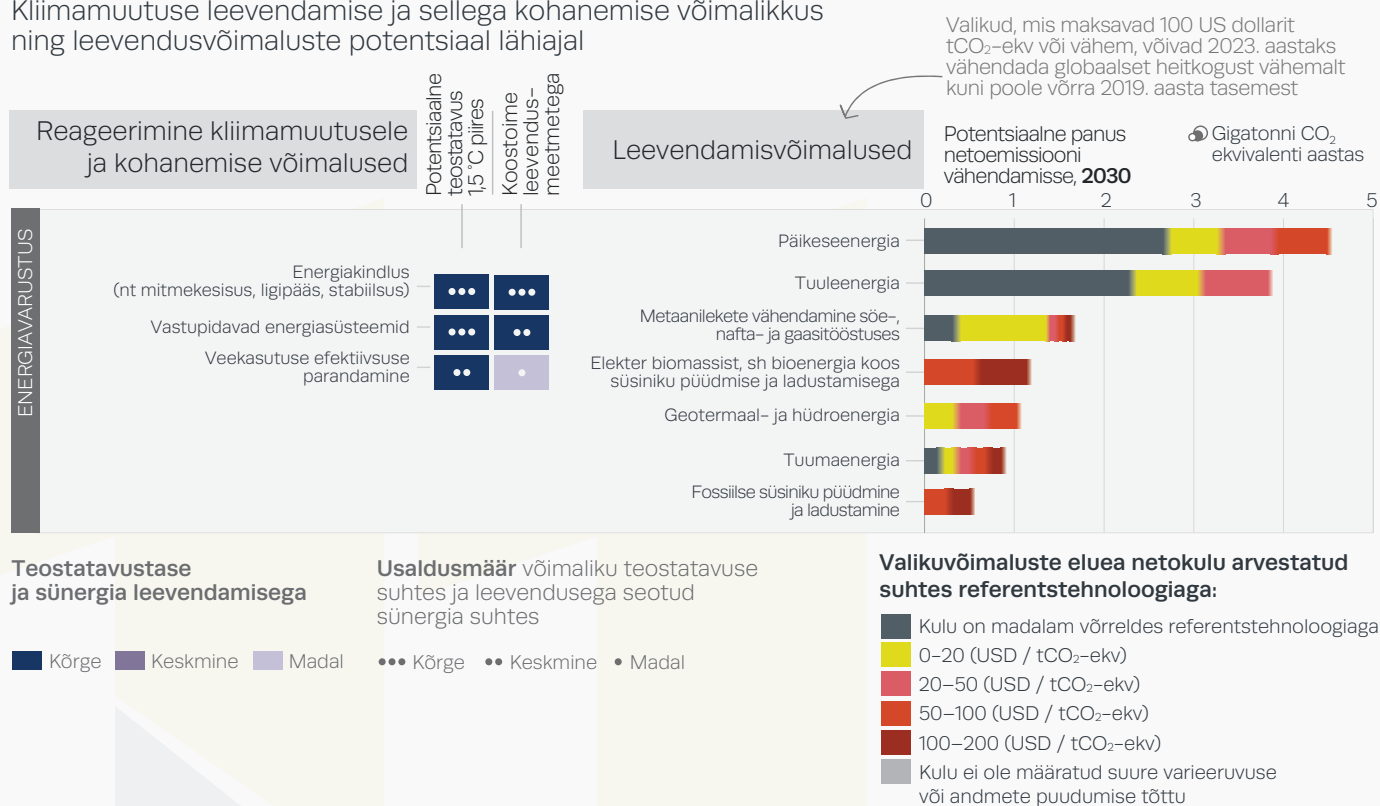 Kliimamuutuse leevendamise ja sellega kohanemise võimalikkus
ning leevendusvõimaluste potentsiaal lähiajal
Valikud, mis maksavad 100 US dollarit
tCO₂-ekv või vähem, võivad 2023. aastaks
vähendada globaalset heitkogust vähemalt
kuni poole võrra 2019. aasta tasemest
Reageerimine kliimamuutusele
ja kohanemise võimalused
Potentsiaalne
teostatavus
1,5 °C piires
Koostoime
leevendus-
meetmetega
Leevendamisvõimalused
Potentsiaalne panus
netoemissiooni
vähendamisse, 2030
Gigatonni CO₂
ekvivalenti aastas
0 1 2 3 4 5
ENERGIAVARUSTUS
Energiakindlus
(nt mitmekesisus, ligipääs, stabiilsus)
Vastupidavad energiasüsteemid
Veekasutuse efektiivsuse
parandamine
Päikeseenergia
Tuuleenergia
Metaanilekete vähendamine söe-,
nafta- ja gaasitööstuses
Elekter biomassist, sh bioenergia koos
süsiniku püüdmise ja ladustamisega
Geotermaal- ja hüdroenergia
Tuumaenergia
Fossiilse süsiniku püüdmine
ja ladustamine
Teostatavustase
ja sünergia leevendamisega
Kõrge Keskmine Madal
Usaldusmäär võimaliku teostatavuse
suhtes ja leevendusega seotud
sünergia suhtes
••• Kõrge •• Keskmine • Madal
Valikuvõimaluste eluea netokulu arvestatud
suhtes referentstehnoloogiaga:
Kulu on madalam võrreldes referentstehnoloogiaga
0–20 (USD / tCO₂-ekv)
20–50 (USD / tCO₂-ekv)
50–100 (USD / tCO₂-ekv)
100–200 (USD / tCO₂-ekv)
Kulu ei ole määratud suure varieeruvuse
või andmete puudumise tõttu